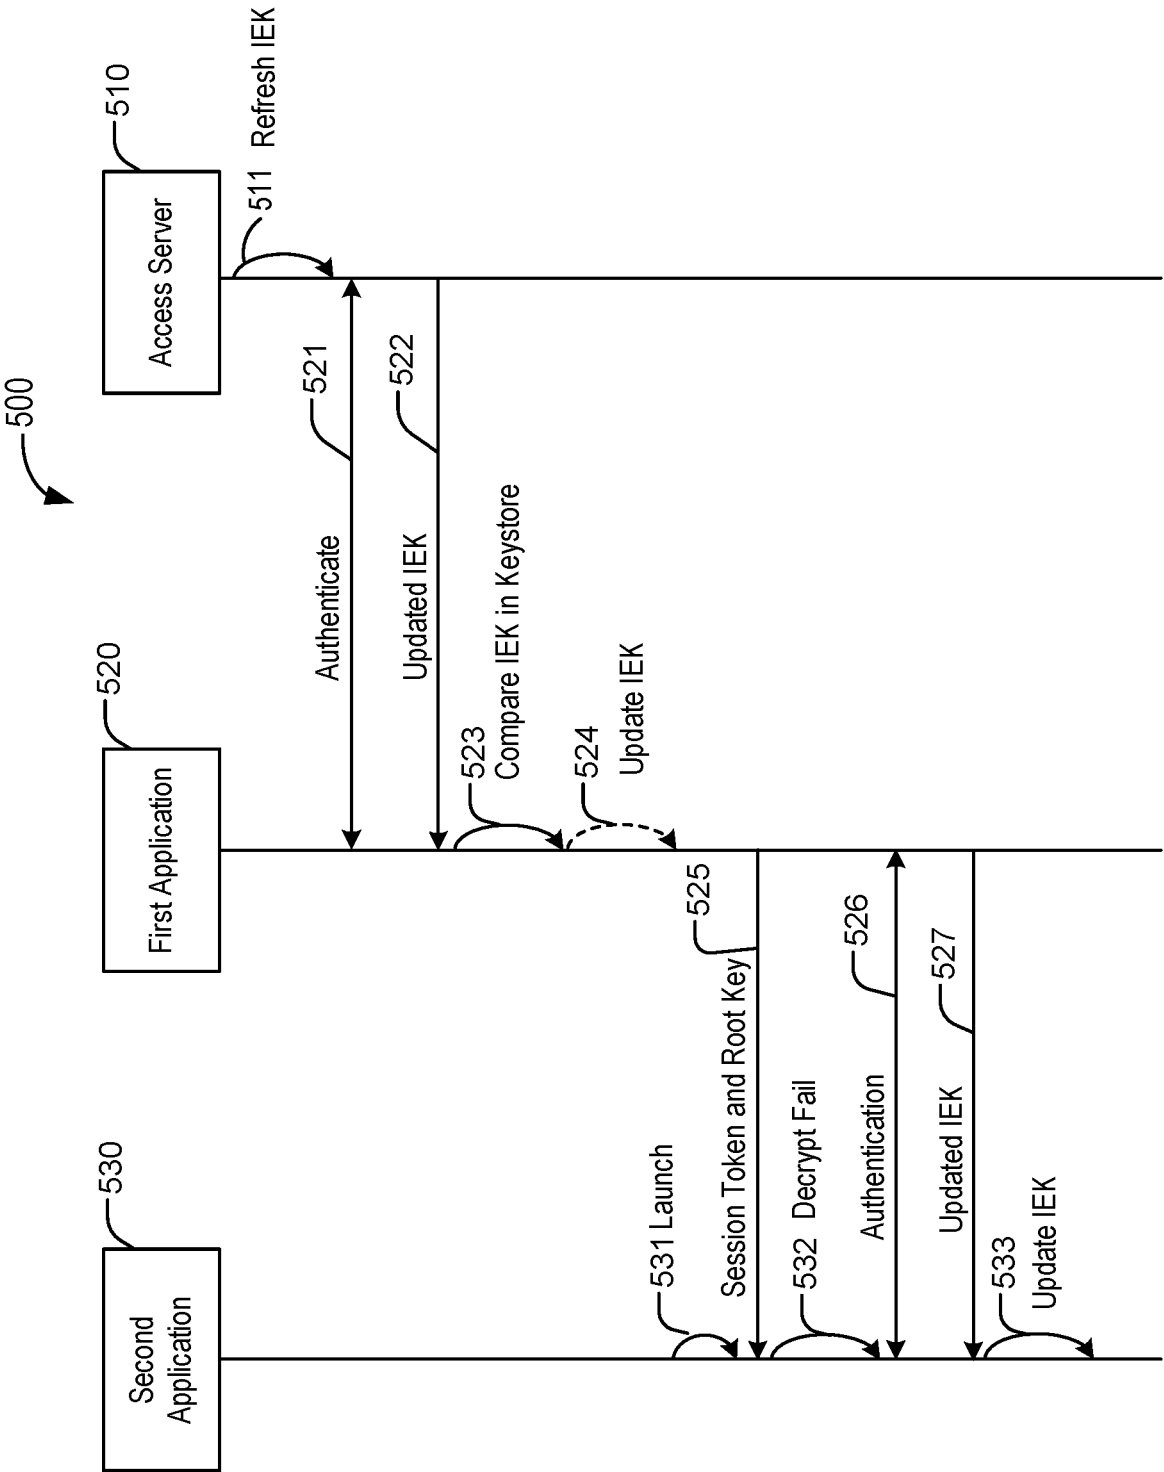 500
510
Access Server
520
First Application
530
Second
Application
511 Refresh IEK
521
Authenticate
522
Updated IEK
523
Compare IEK in Keystore
524
Update IEK
531 Launch
525
Session Token and Root Key
532 Decrypt Fail
526
Authentication
527
Updated IEK
533
Update IEK